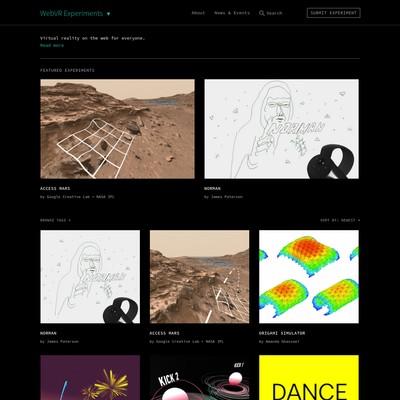 WebVR Experiments ▾
About
News & Events
Search
SUBMIT EXPERIMENT
Virtual reality on the web for everyone.
Read more
FEATURED EXPERIMENTS
NORMAN
ACCESS MARS
by Google Creative Lab + NASA JPL
NORMAN
by James Paterson
BROWSE TAGS
SORT BY: NEWEST
NORMAN
NORMAN
by James Paterson
ACCESS MARS
by Google Creative Lab + NASA JPL
ORIGAMI SIMULATOR
by Amanda Ghassaei
KICK 2
KICK 1
DANCE